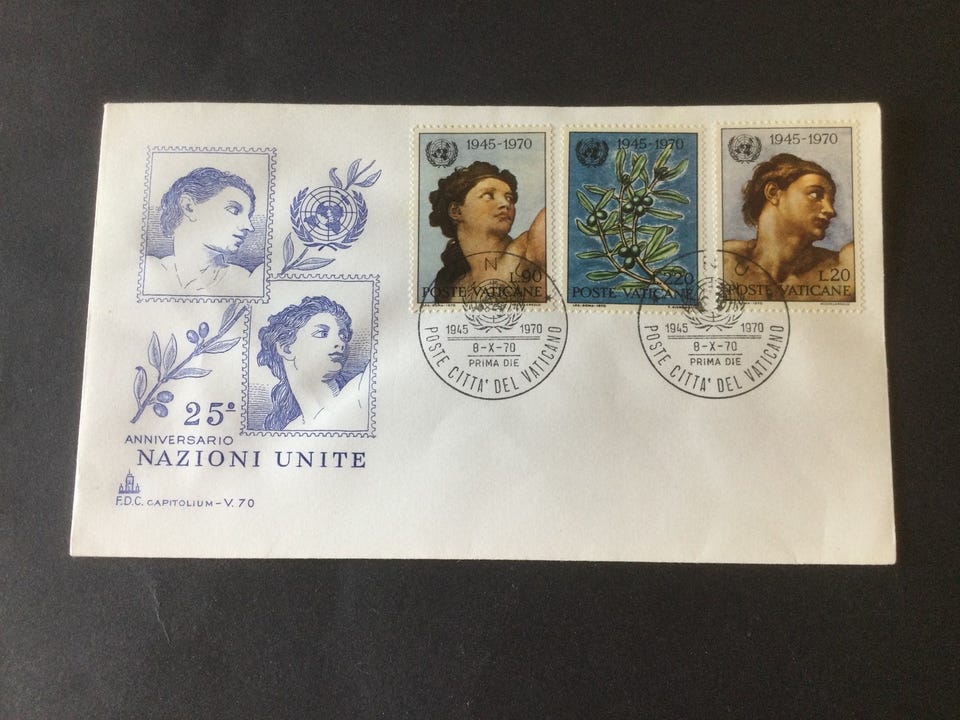 1945-1970
L.90
POSTE VATICANE
1945-1970
220
POSTE VATICANE
1945-1970
L.20
POSTE VATICANE
1945 1970
8-X-70
PRIMA DIE
POSTE CITTA' DEL VATICANO
1945 1970
8-X-70
PRIMA DIE
POSTE CITTA' DEL VATICANO
25º
ANNIVERSARIO
NAZIONI UNITE
F.D.C. CAPITOLIUM - V. 70